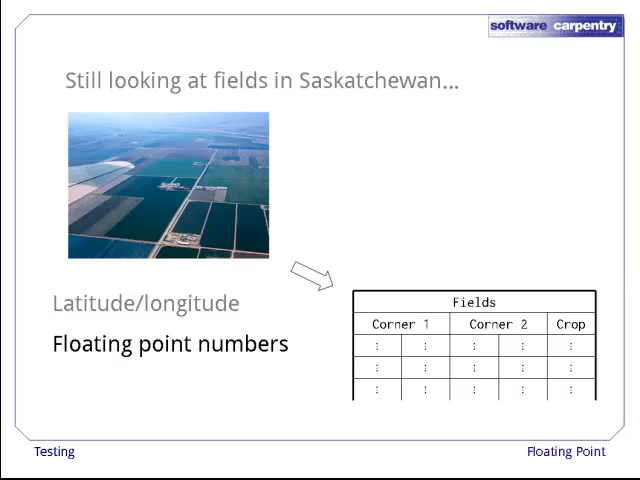 software carpentry
Still looking at fields in Saskatchewan...
Latitude/longitude
Floating point numbers
Fields
Corner 1 Corner 2 Crop
⋮ ⋮ ⋮ ⋮ ⋮
⋮ ⋮ ⋮ ⋮ ⋮
⋮ ⋮ ⋮ ⋮ ⋮
Testing Floating Point